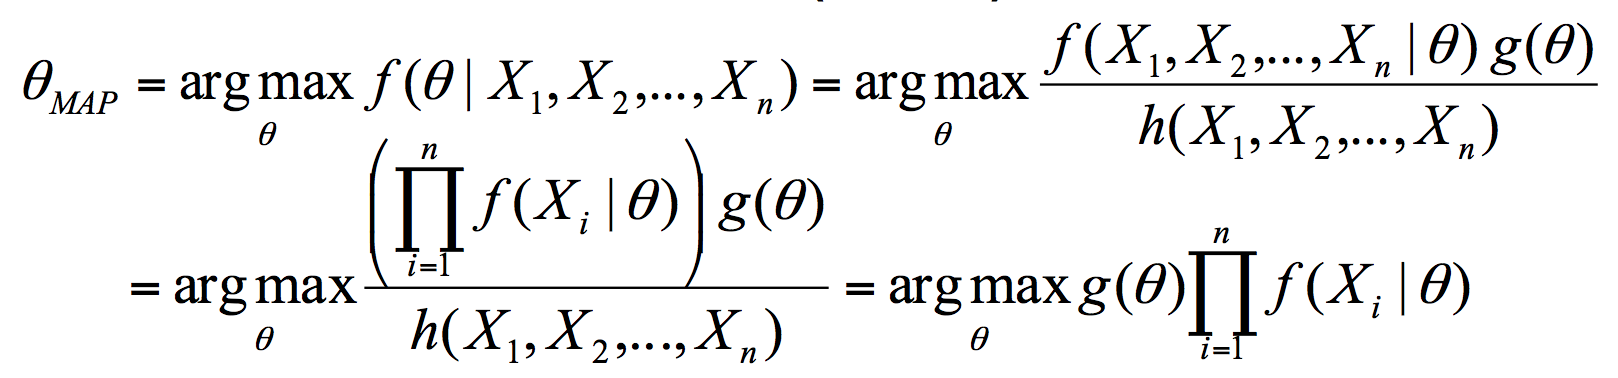 θ_MAP = arg max_θ f(θ | X_1, X_2,..., X_n) = arg max_θ f(X_1, X_2,..., X_n | θ) g(θ) / h(X_1, X_2,..., X_n)
= arg max_θ (∏_{i=1}^{n} f(X_i | θ)) g(θ) / h(X_1, X_2,..., X_n) = arg max_θ g(θ) ∏_{i=1}^{n} f(X_i | θ)